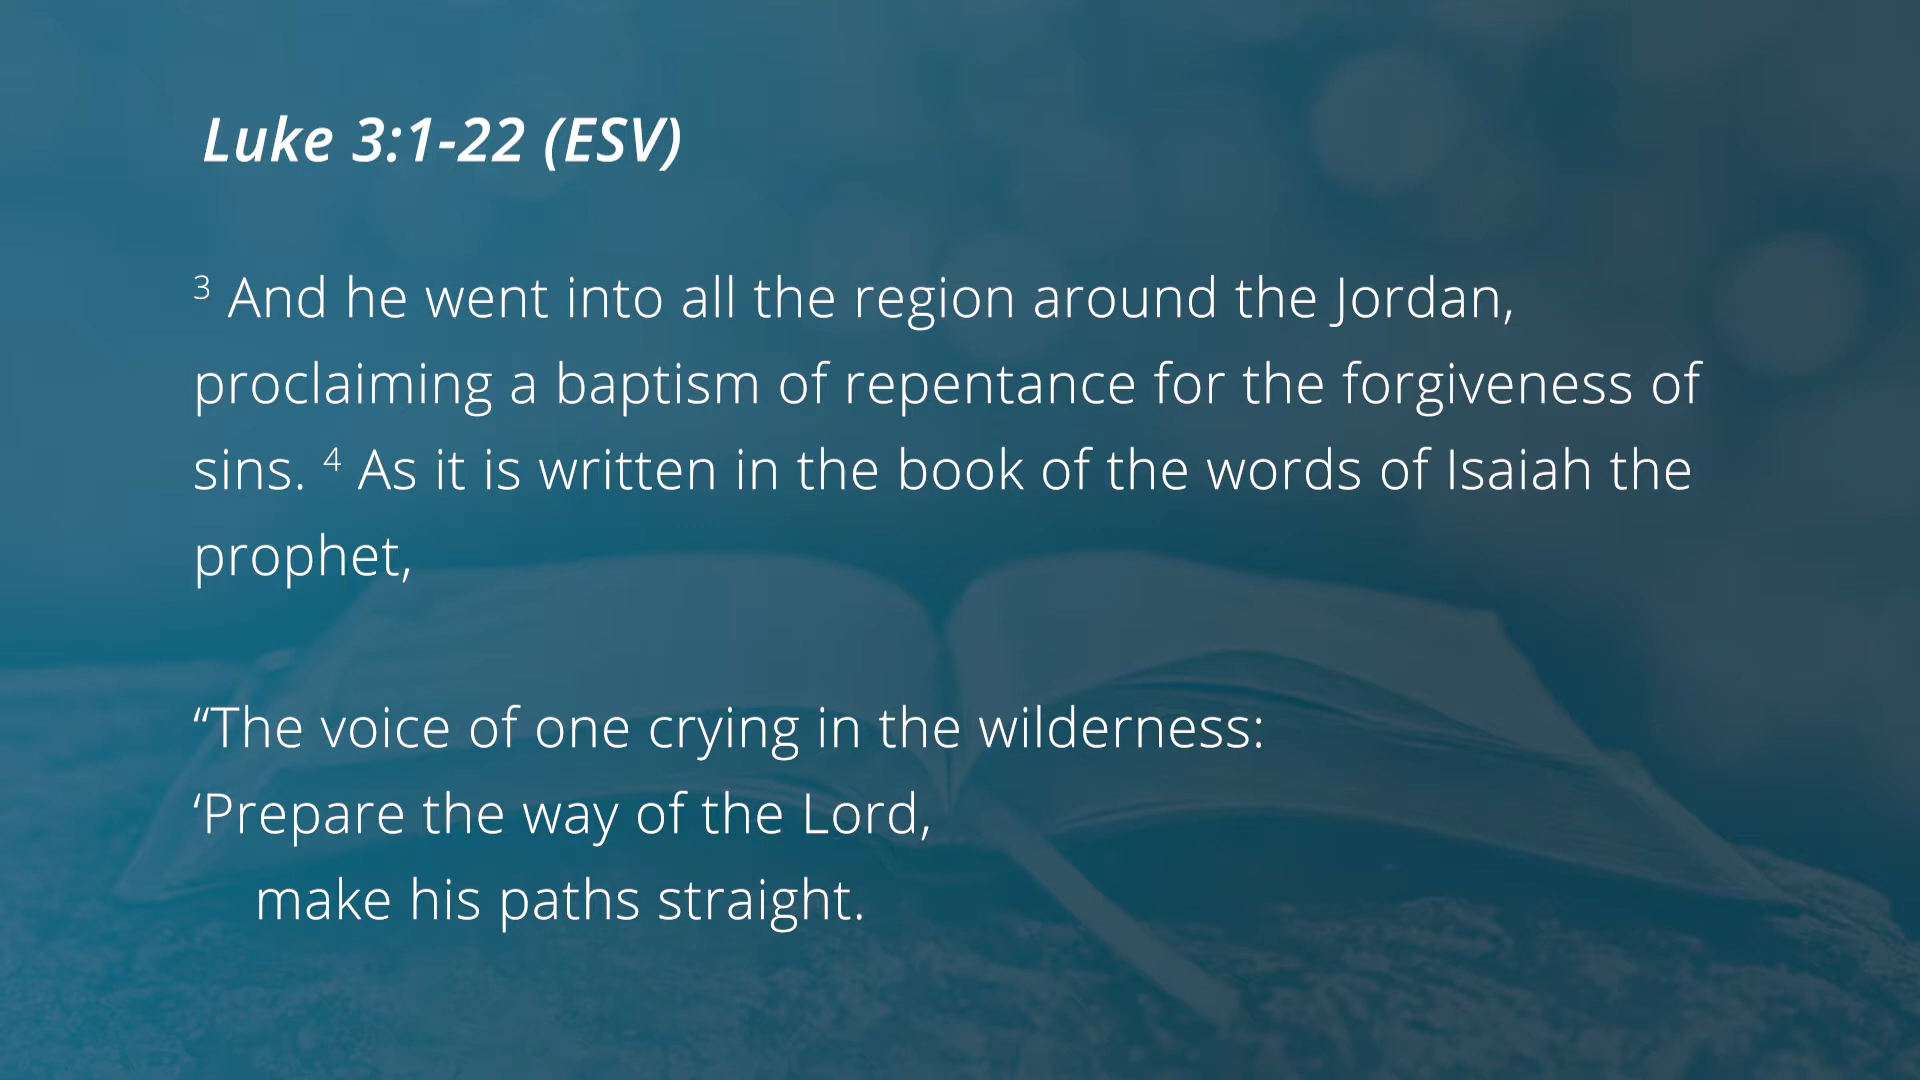 Luke 3:1-22 (ESV)
³ And he went into all the region around the Jordan,
proclaiming a baptism of repentance for the forgiveness of
sins. ⁴ As it is written in the book of the words of Isaiah the
prophet,
“The voice of one crying in the wilderness:
‘Prepare the way of the Lord,
make his paths straight.